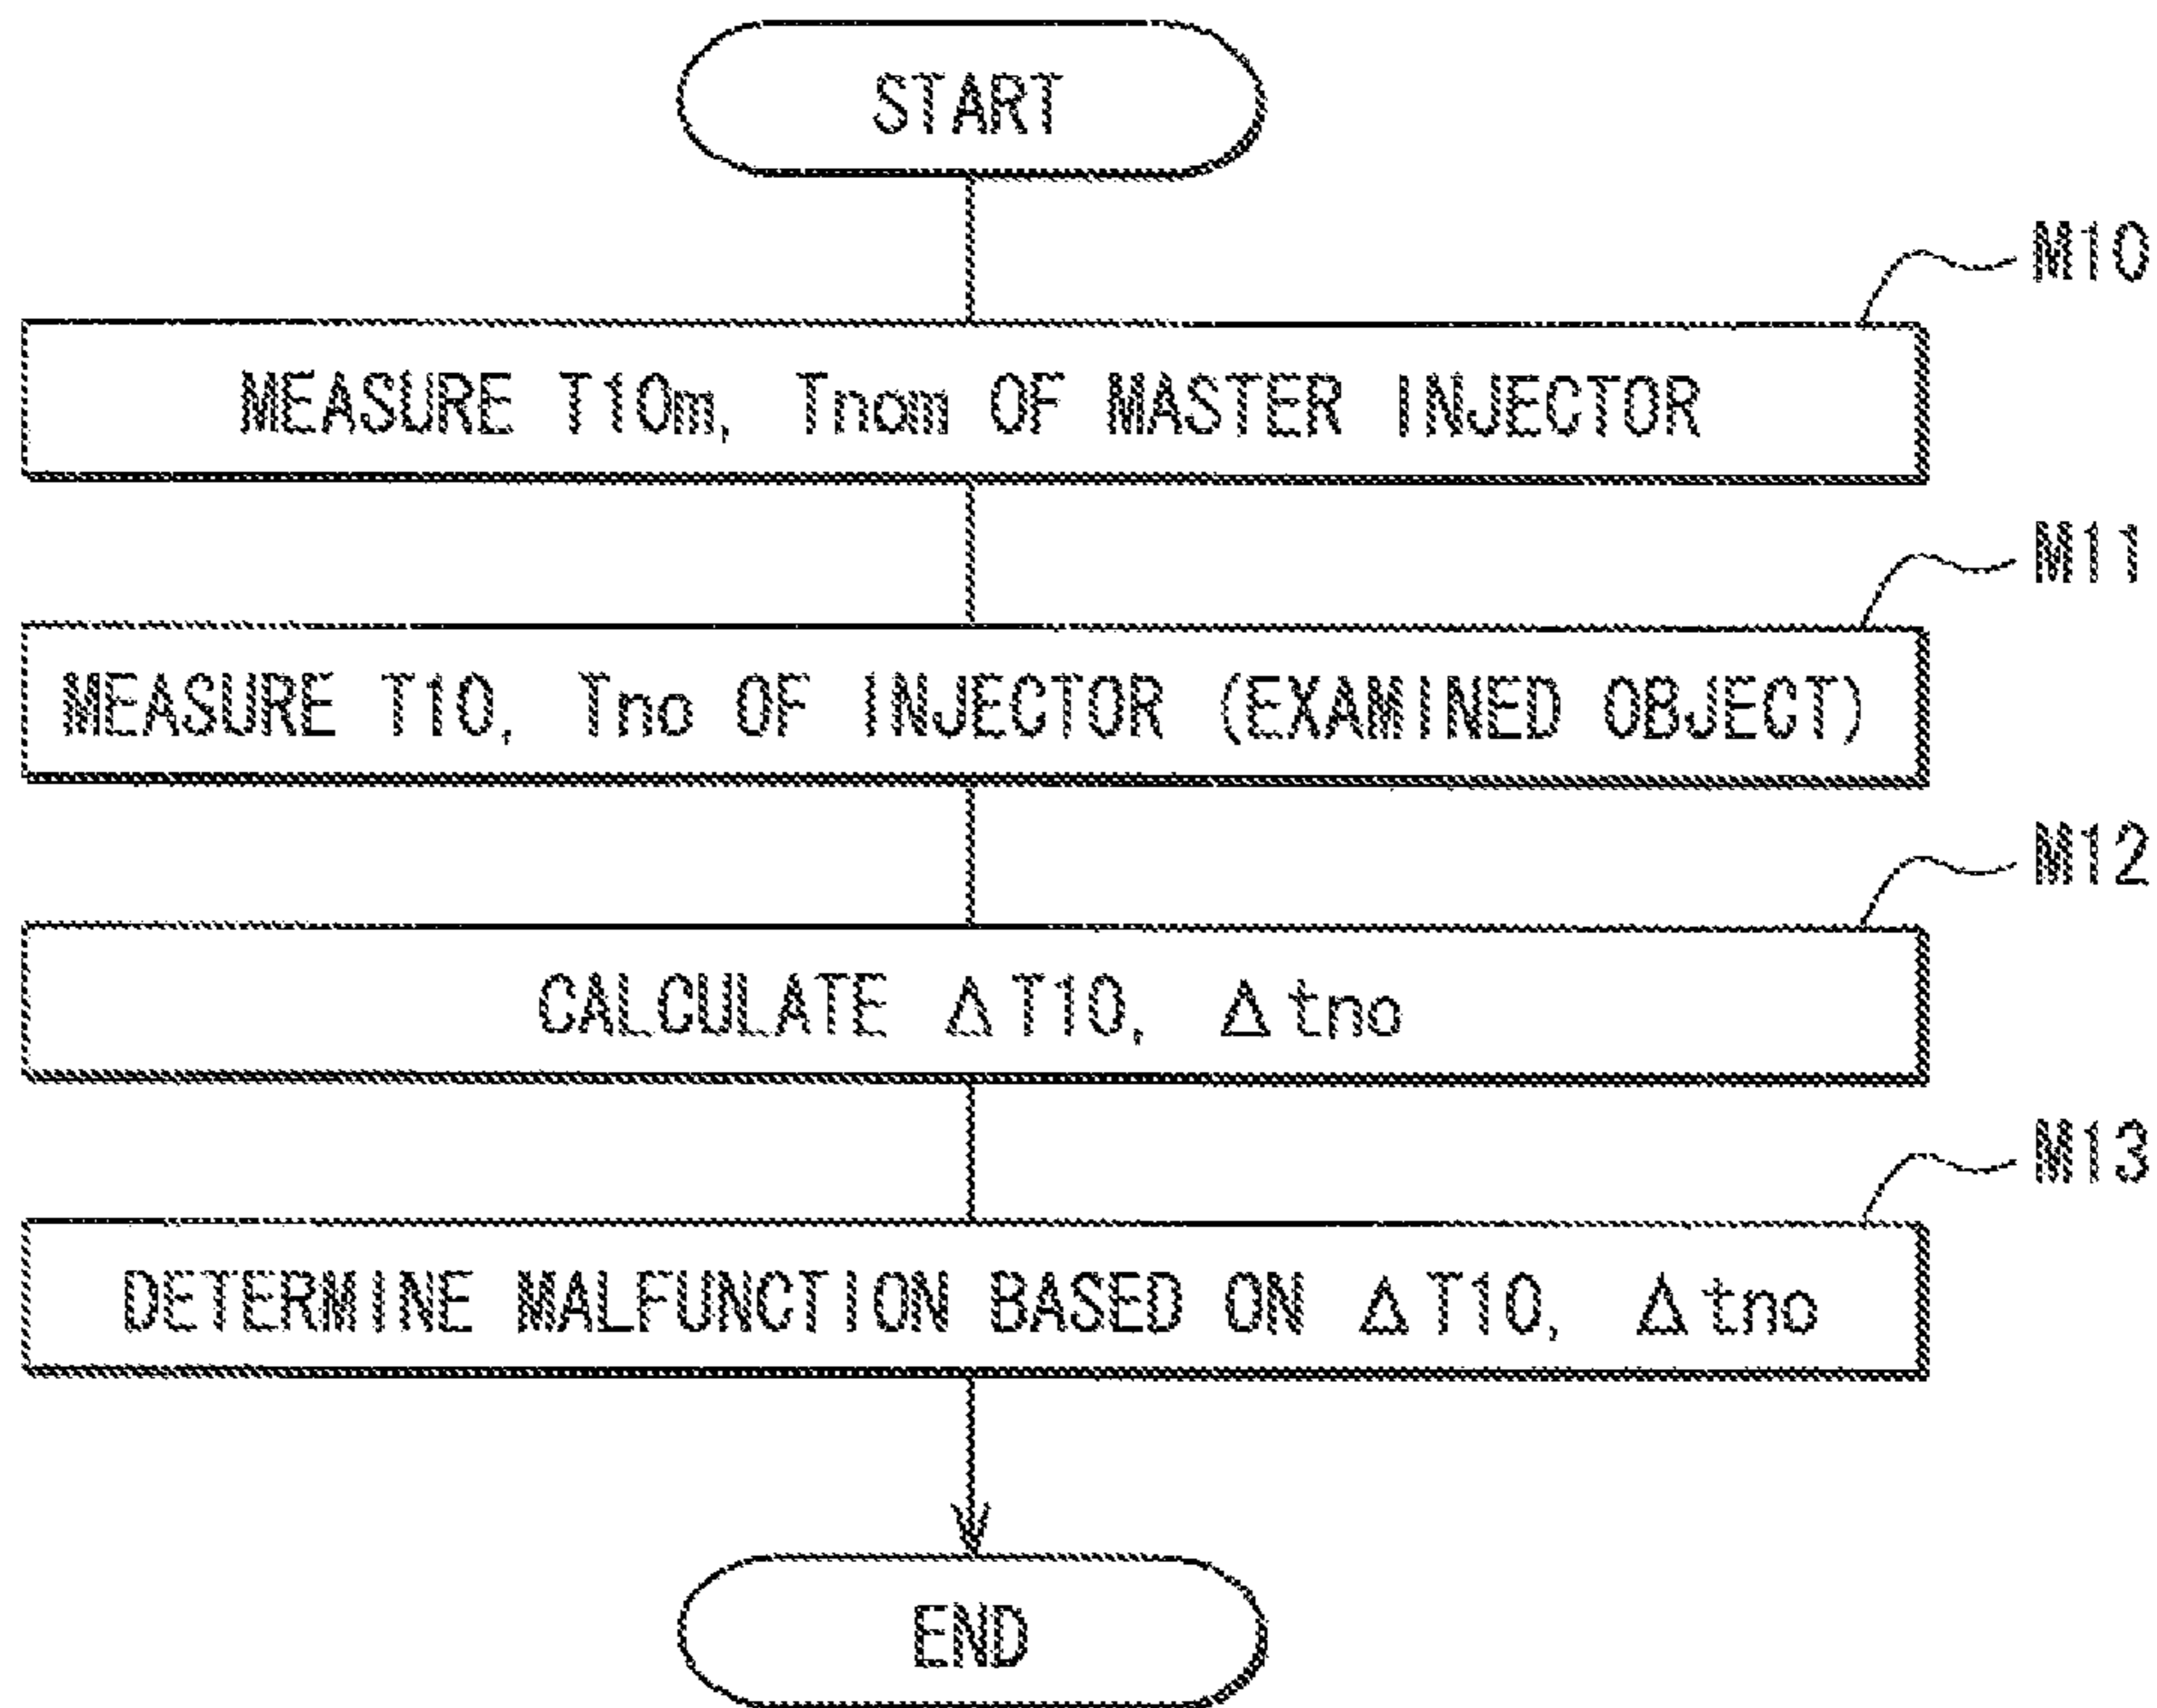 START
M10
MEASURE T10m, Tnom OF MASTER INJECTOR
M11
MEASURE T10, Tno OF INJECTOR (EXAMINED OBJECT)
M12
CALCULATE ΔT10, Δtno
M13
DETERMINE MALFUNCTION BASED ON ΔT10, Δtno
END